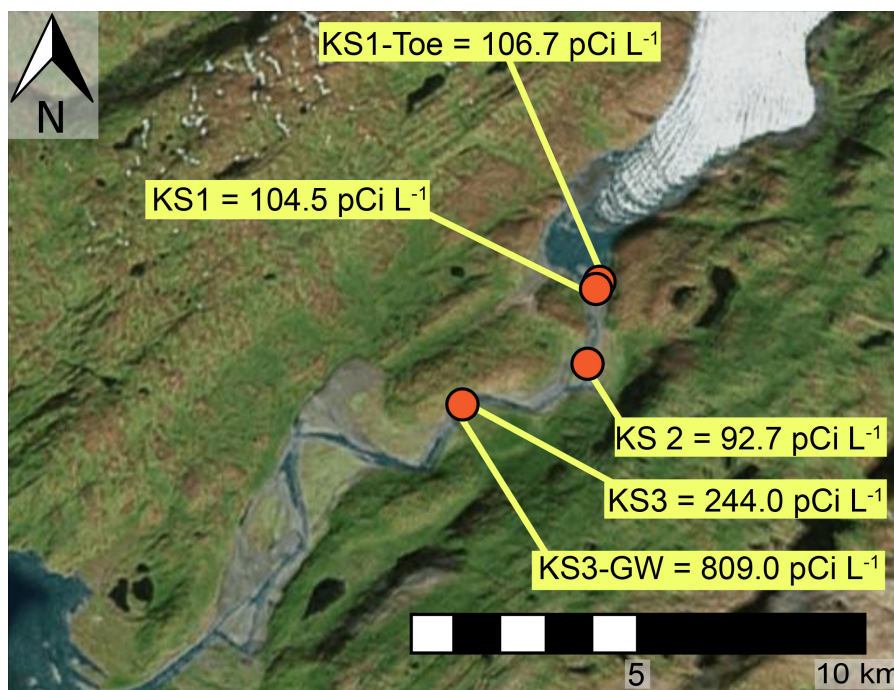 N
KS1-Toe = 106.7 pCi L⁻¹
KS1 = 104.5 pCi L⁻¹
KS 2 = 92.7 pCi L⁻¹
KS3 = 244.0 pCi L⁻¹
KS3-GW = 809.0 pCi L⁻¹
5 10 km